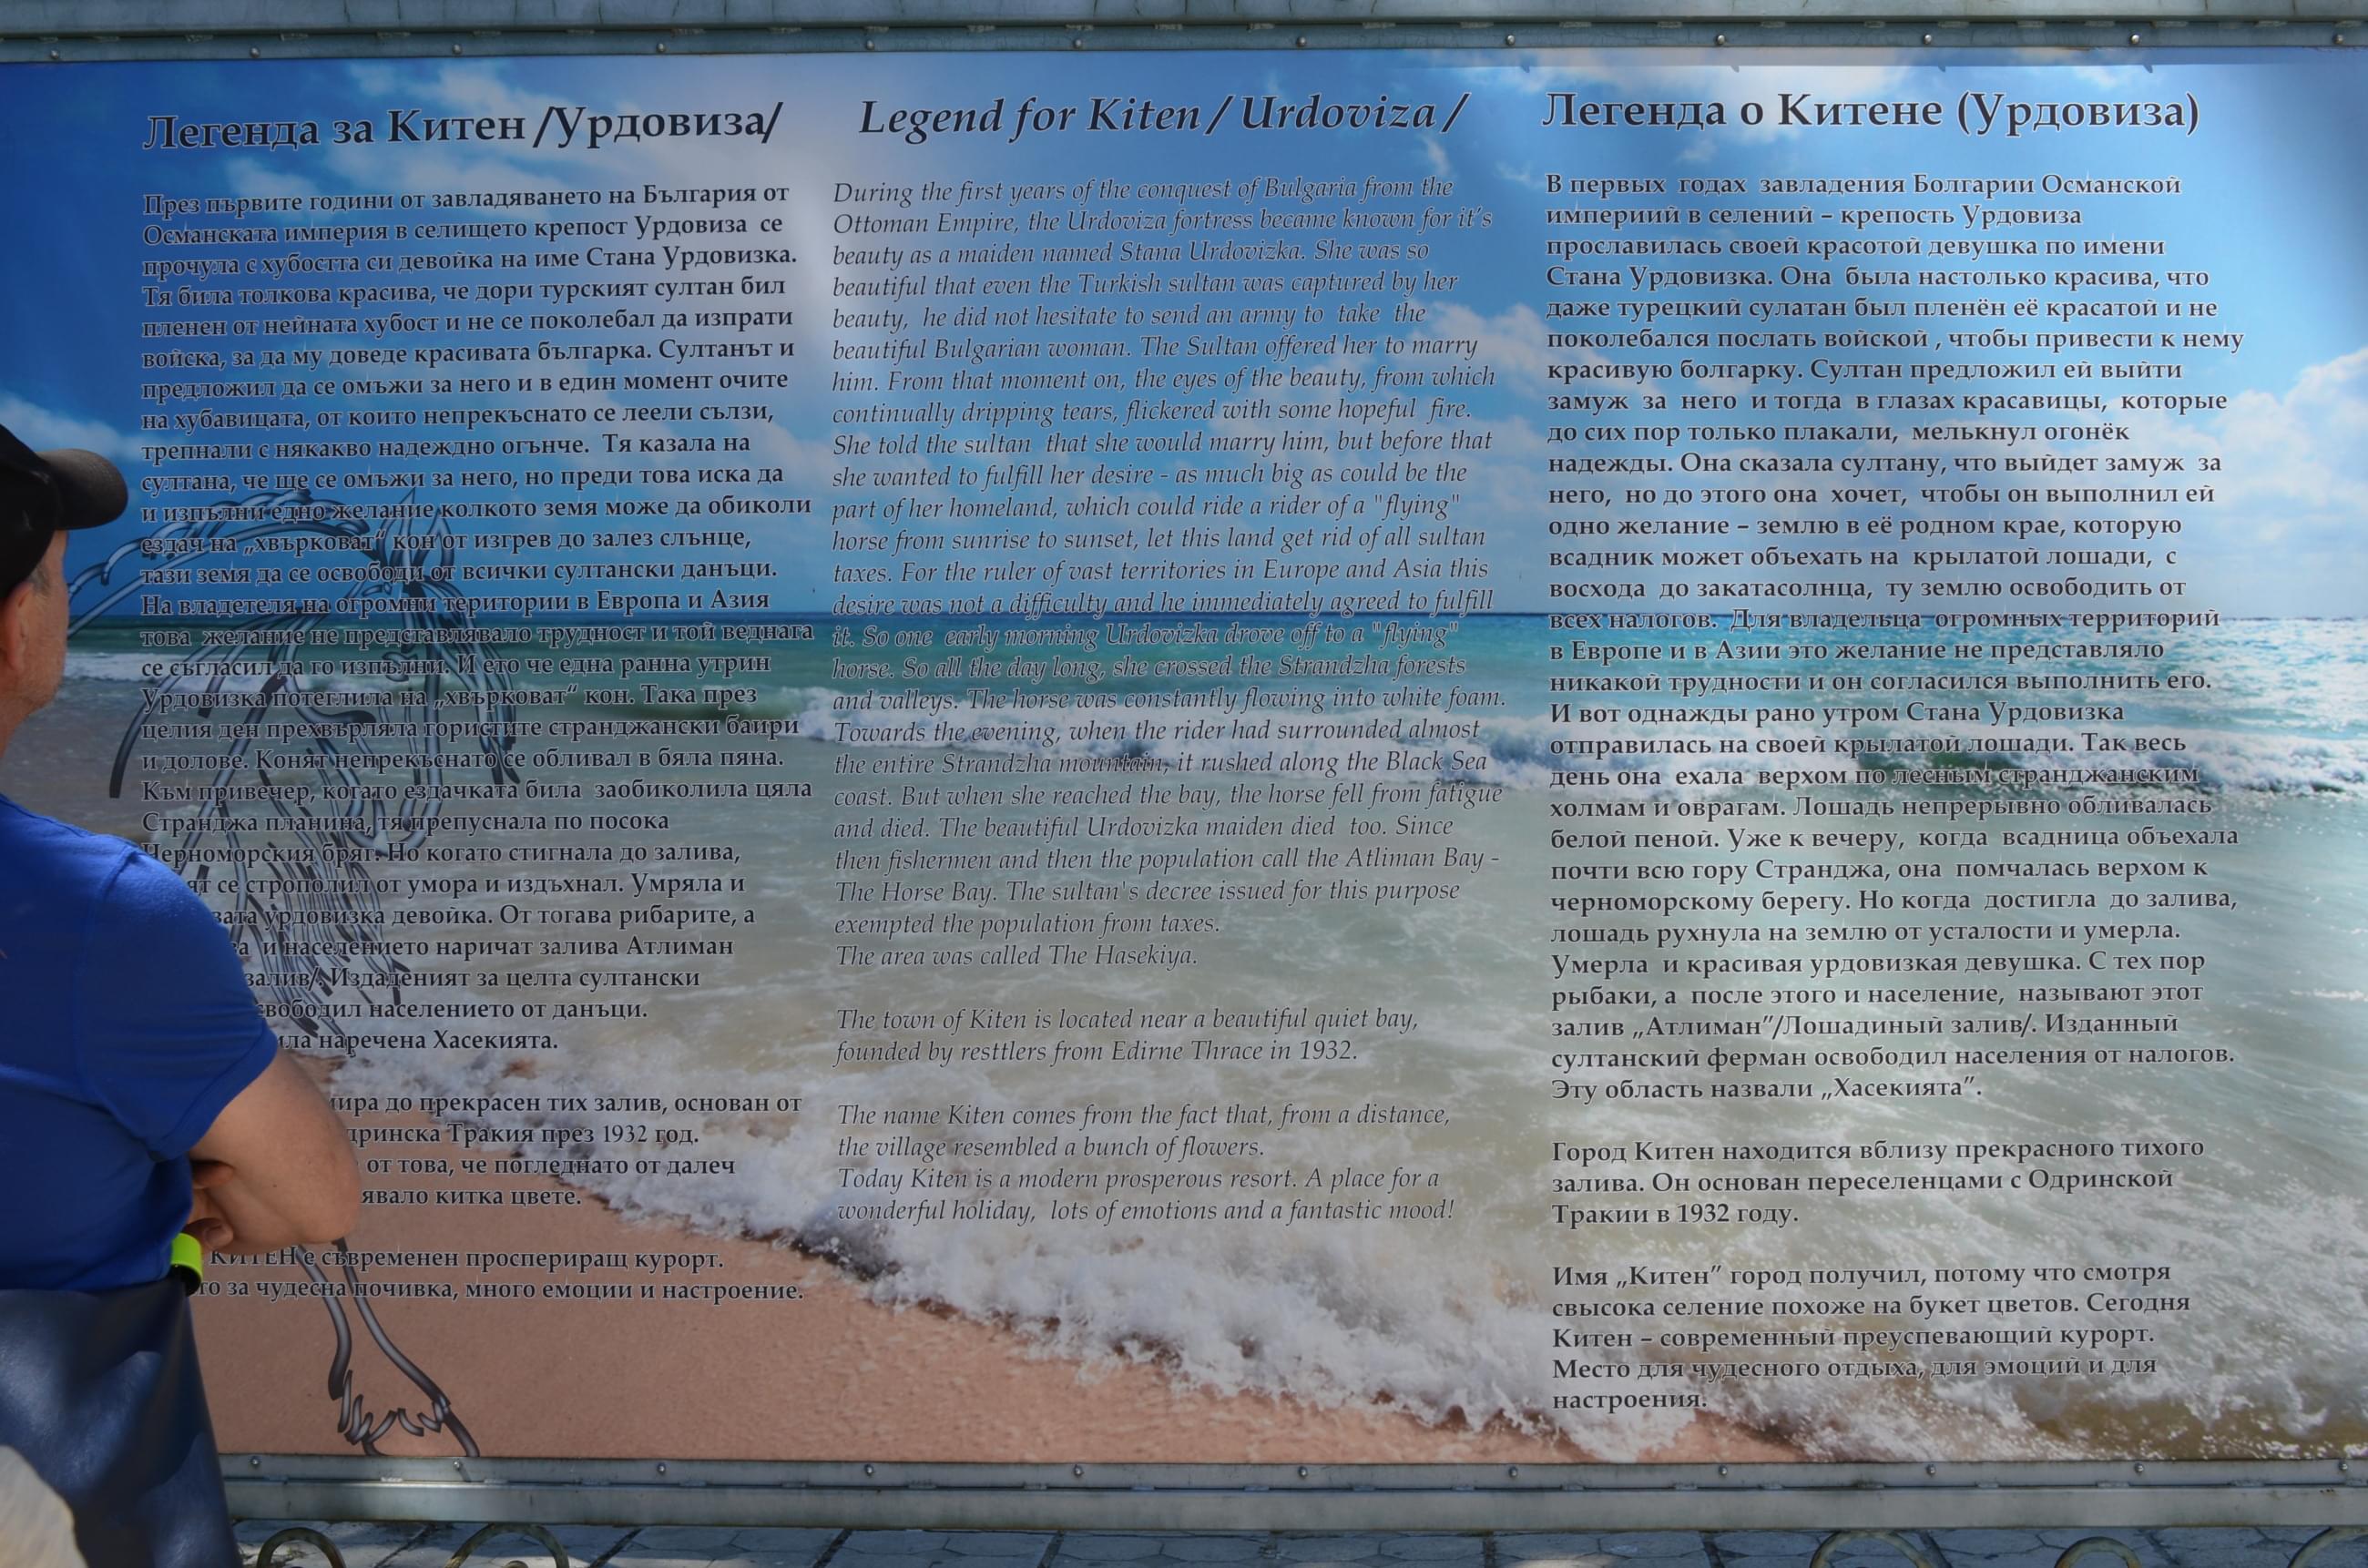 Легенда за Китен /Урдовиза/
През първите години от завладяването на България от
Османската империя в селището крепост Урдовиза се
прочула с хубостта си девойка на име Стана Урдовизка.
Тя била толкова красива, че дори турският султан бил
пленен от нейната хубост и не се поколебал да изпрати
войска, за да му доведе красивата българка. Султанът и
предложил да се омъжи за него и в един момент очите
на хубавицата, от които непрекъснато се леели сълзи,
трепнали с някакво надеждно огънче. Тя казала на
султана, че ще се омъжи за него, но преди това иска да
и изпълни едно желание колкото земя може да обиколи
ездач на „хвърковат“ кон от изгрев до залез слънце,
тази земя да се освободи от всички султански данъци.
На владетеля на огромни територии в Европа и Азия
това желание не представлявало трудност и той веднага
се съгласил да го изпълни. И ето че една ранна утрин
Урдовизка потеглила на „хвърковат“ кон. Така през
целия ден прехвърляла гористите странджански баири
и долове. Конят непрекъснато се обливал в бяла пяна.
Към привечер, когато ездачката била заобиколила цяла
Странджа планина, тя препуснала по посока
Черноморския бряг. Но когато стигнала до залива,
се строполил от умора и издъхнал. Умряла и
урдовизка девойка. От тогава рибарите, а
и населението наричат залива Атлиман
залив/. Издаденият за целта султански
населението от данъци.
наречена Хасекията.
до прекрасен тих залив, основан от
Тракия през 1932 год.
от това, че погледнато от далеч
китка цвете.
КИТЕН е съвременен проспериращ курорт.
за чудесна почивка, много емоции и настроение.
Legend for Kiten / Urdoviza /
During the first years of the conquest of Bulgaria from the
Ottoman Empire, the Urdoviza fortress became known for it's
beauty as a maiden named Stana Urdovizka. She was so
beautiful that even the Turkish sultan was captured by her
beauty, he did not hesitate to send an army to take the
beautiful Bulgarian woman. The Sultan offered her to marry
him. From that moment on, the eyes of the beauty, from which
continually dripping tears, flickered with some hopeful fire.
She told the sultan that she would marry him, but before that
she wanted to fulfill her desire - as much big as could be the
part of her homeland, which could ride a rider of a "flying"
horse from sunrise to sunset, let this land get rid of all sultan
taxes. For the ruler of vast territories in Europe and Asia this
desire was not a difficulty and he immediately agreed to fulfill
it. So one early morning Urdovizka drove off to a "flying"
horse. So all the day long, she crossed the Strandzha forests
and valleys. The horse was constantly flowing into white foam.
Towards the evening, when the rider had surrounded almost
the entire Strandzha mountain, it rushed along the Black Sea
coast. But when she reached the bay, the horse fell from fatigue
and died. The beautiful Urdovizka maiden died too. Since
then fishermen and then the population call the Atliman Bay -
The Horse Bay. The sultan's decree issued for this purpose
exempted the population from taxes.
The area was called The Hasekiya.
The town of Kiten is located near a beautiful quiet bay,
founded by resttlers from Edirne Thrace in 1932.
The name Kiten comes from the fact that, from a distance,
the village resembled a bunch of flowers.
Today Kiten is a modern prosperous resort. A place for a
wonderful holiday, lots of emotions and a fantastic mood!
Легенда о Китене (Урдовиза)
В первых годах завладения Болгарии Османской
империий в селений – крепость Урдовиза
прославилась своей красотой девушка по имени
Стана Урдовизка. Она была настолько красива, что
даже турецкий сулатан был пленён её красатой и не
поколебался послать войской , чтобы привести к нему
красивую болгарку. Султан предложил ей выйти
замуж за него и тогда в глазах красавицы, которые
до сих пор только плакали, мелькнул огонёк
надежды. Она сказала султану, что выйдет замуж за
него, но до этого она хочет, чтобы он выполнил ей
одно желание – землю в её родном крае, которую
всадник может объехать на крылатой лошади, с
восхода до закатасолнца, ту землю освободить от
всех налогов. Для владельца огромных территорий
в Европе и в Азии это желание не представляло
никакой трудности и он согласился выполнить его.
И вот однажды рано утром Стана Урдовизка
отправилась на своей крылатой лошади. Так весь
день она ехала верхом по лесным странджанским
холмам и оврагам. Лошадь непрерывно обливалась
белой пеной. Уже к вечеру, когда всадница объехала
почти всю гору Странджа, она помчалась верхом к
черноморскому берегу. Но когда достигла до залива,
лошадь рухнула на землю от усталости и умерла.
Умерла и красивая урдовизкая девушка. С тех пор
рыбаки, а после этого и население, называют этот
залив „Атлиман”/Лошадиный залив/. Изданный
султанский ферман освободил населения от налогов.
Эту область назвали „Хасекията”.
Город Китен находится вблизу прекрасного тихого
залива. Он основан переселенцами с Одринской
Тракии в 1932 году.
Имя „Китен” город получил, потому что смотря
свысока селение похоже на букет цветов. Сегодня
Китен – современный преуспевающий курорт.
Место для чудесного отдыха, для эмоций и для
настроения.